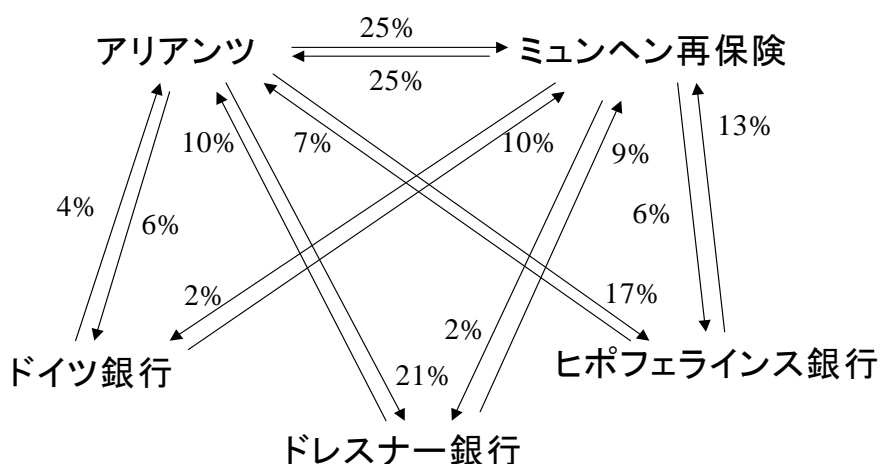 25%
アリアンツ
ミュンヘン再保険
25%
10%
7%
10%
9%
13%
4%
6%
6%
2%
2%
17%
ドイツ銀行
21%
ヒポフェラインス銀行
ドレスナー銀行